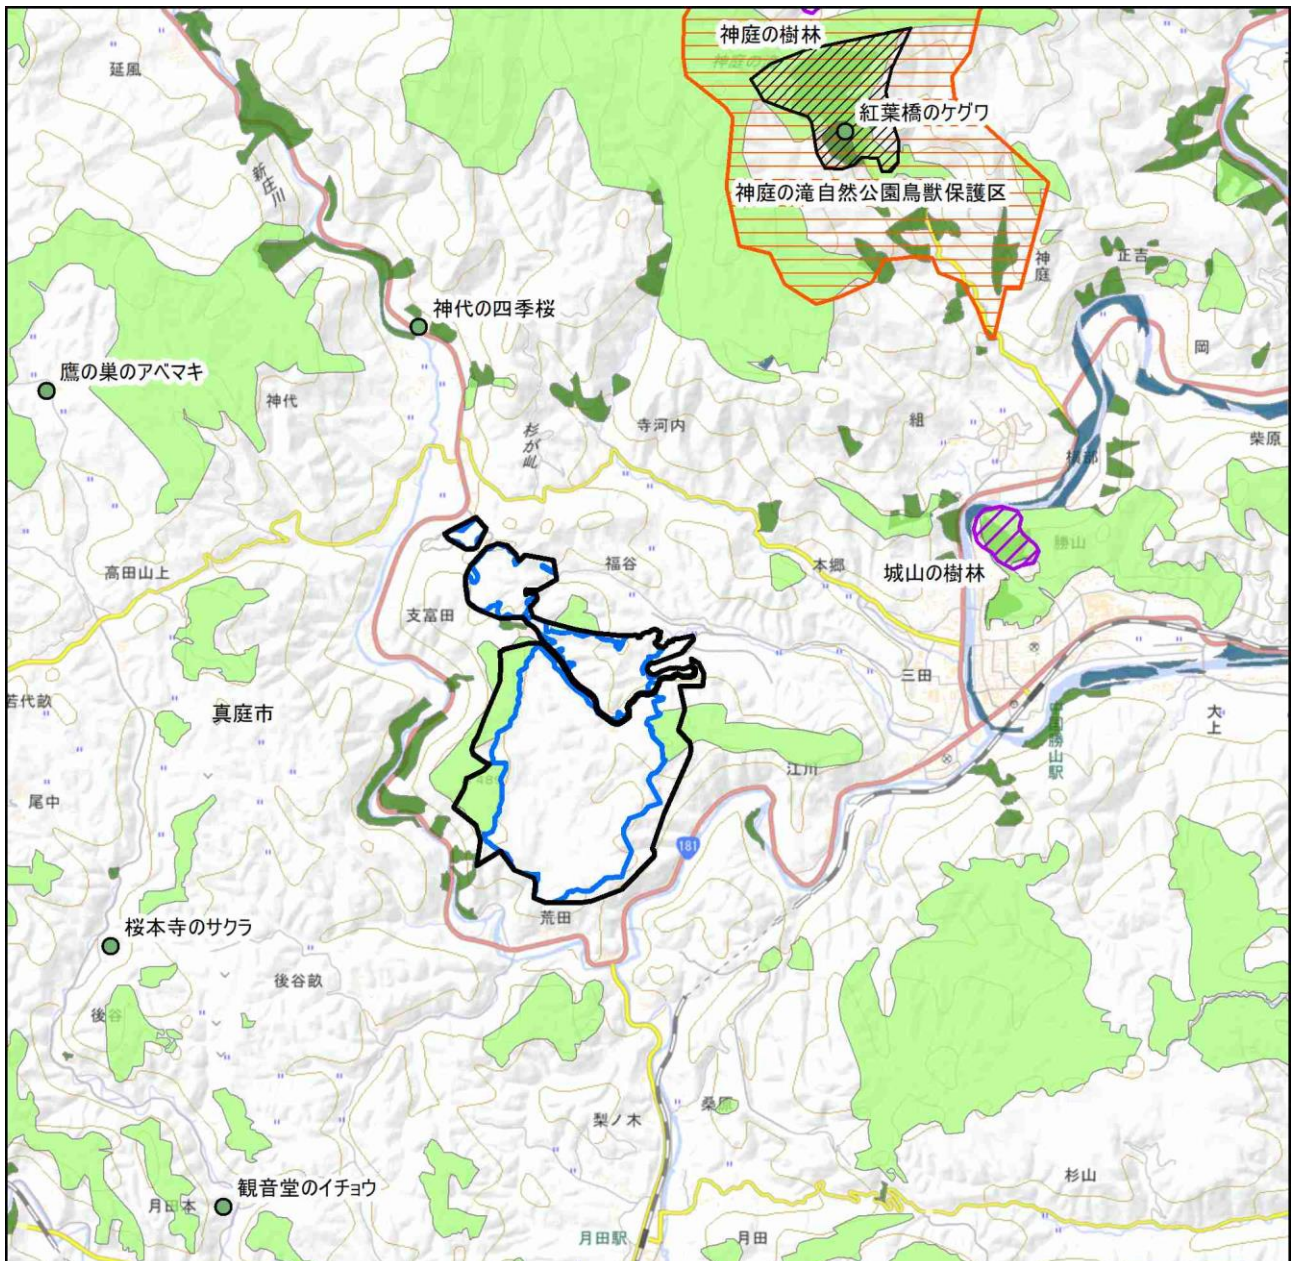 神庭の樹林
延風
紅葉橋のケグワ
新庄川
神庭の滝自然公園鳥獣保護区
神庭
正吉
神代の四季桜
岡
鷹の巣のアベマキ
神代
組
杉が乢
寺河内
柴原
勝山
福谷
本郷
城山の樹林
高田山上
支富田
三田
若代畝
真庭市
大上
中国勝山駅
江川
尾中
181
荒田
桜本寺のサクラ
後谷畝
後谷
桑原
梨ノ木
杉山
観音堂のイチョウ
月田本
月田駅
月田